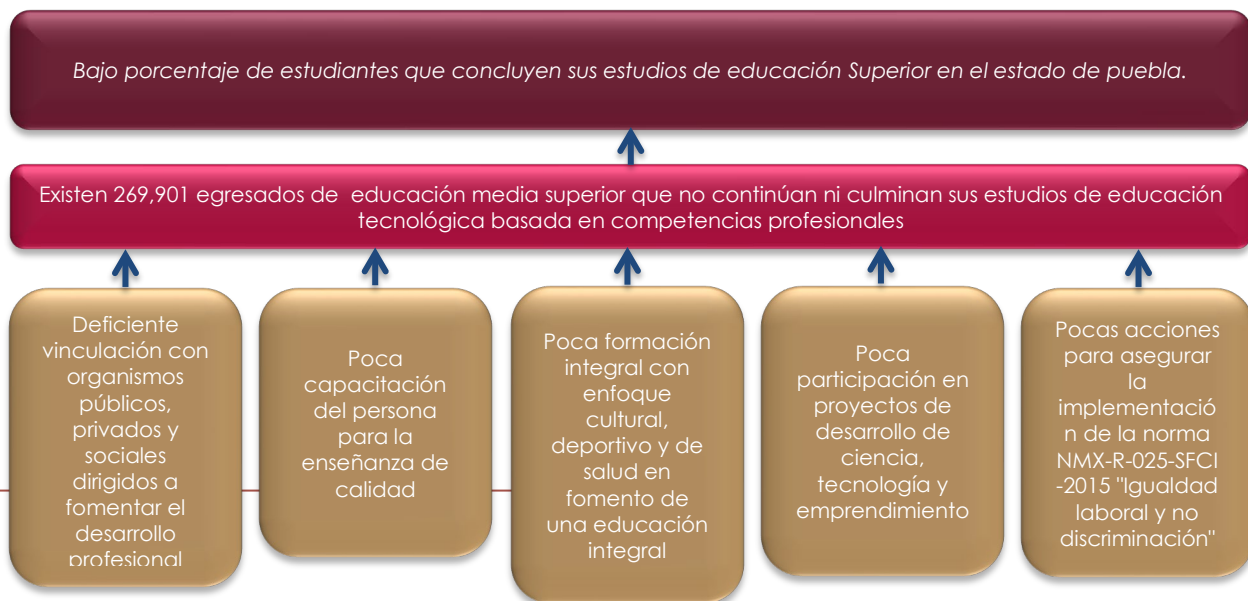 Bajo porcentaje de estudiantes que concluyen sus estudios de educación Superior en el estado de puebla.
Existen 269,901 egresados de educación media superior que no continúan ni culminan sus estudios de educación
tecnológica basada en competencias profesionales
Deficiente
vinculación con
organismos
públicos,
privados y
sociales
dirigidos a
fomentar el
desarrollo
profesional
Poca
capacitación
del persona
para la
enseñanza de
calidad
Poca formación
integral con
enfoque
cultural,
deportivo y de
salud en
fomento de
una educación
integral
Poca
participación en
proyectos de
desarrollo de
ciencia,
tecnología y
emprendimiento
Pocas acciones
para asegurar
la
implementació
n de la norma
NMX-R-025-SFCI
-2015 "Igualdad
laboral y no
discriminación"